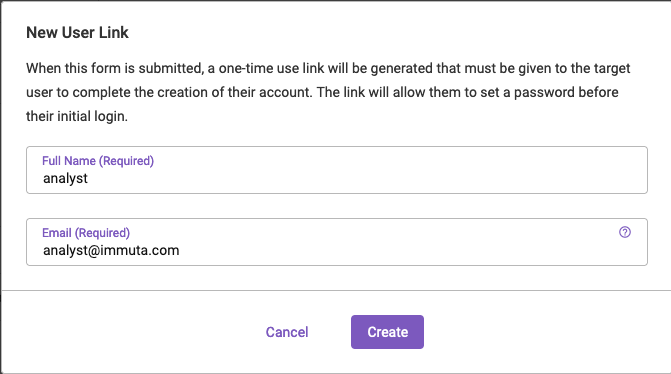 New User Link
When this form is submitted, a one-time use link will be generated that must be given to the target
user to complete the creation of their account. The link will allow them to set a password before
their initial login.
Full Name (Required)
analyst
Email (Required)
analyst@immuta.com
Cancel
Create